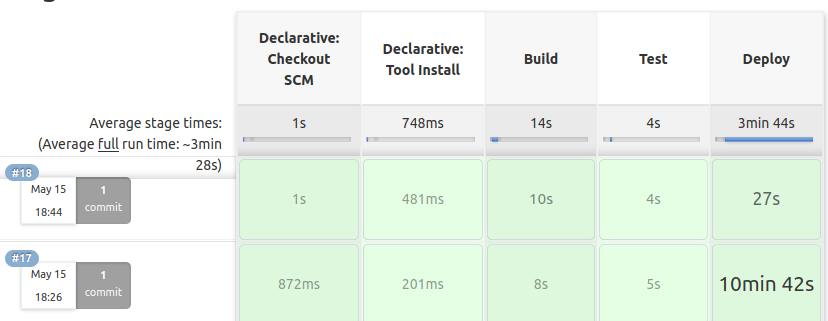 Declarative:
Checkout
SCM
Declarative:
Tool Install
Build
Test
Deploy
Average stage times:
(Average full run time: ~3min
28s)
1s
748ms
14s
4s
3min 44s
#18
May 15
18:44
1
commit
1s
481ms
10s
4s
27s
#17
May 15
18:26
1
commit
872ms
201ms
8s
5s
10min 42s